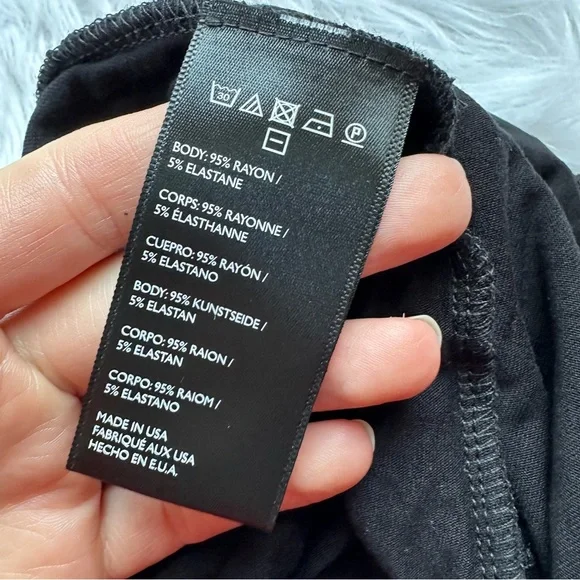 30
P
BODY: 95% RAYON /
5% ELASTANE
CORPS: 95% RAYONNE /
5% ÉLASTHANNE
CUEPRO: 95% RAYÓN /
5% ELASTANO
BODY: 95% KUNSTSEIDE /
5% ELASTAN
CORPO: 95% RAION /
5% ELASTAN
CORPO: 95% RAIOM /
5% ELASTANO
MADE IN USA
FABRIQUÉ AUX USA
HECHO EN E.U.A.